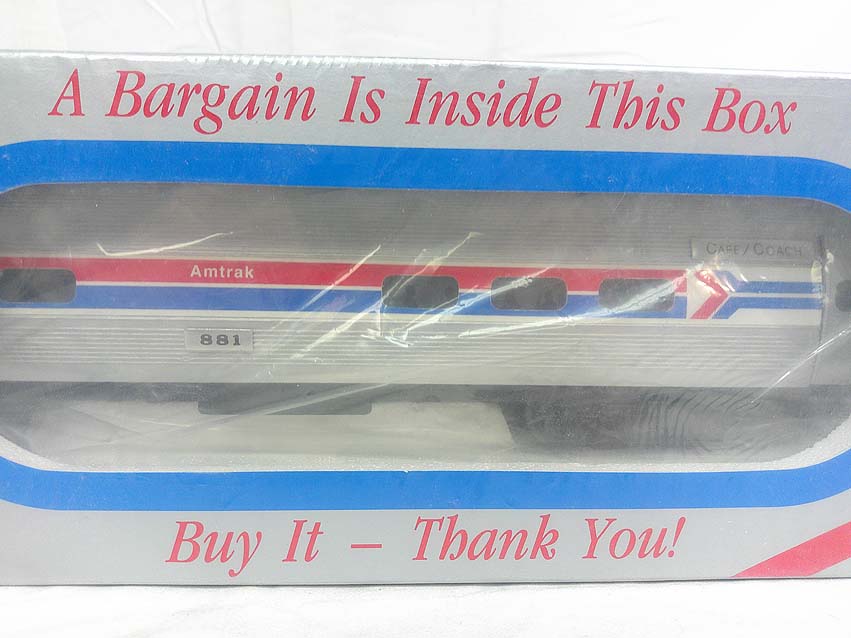 A Bargain Is Inside This Box
CAFE/COACH
Amtrak
881
Buy It – Thank You!